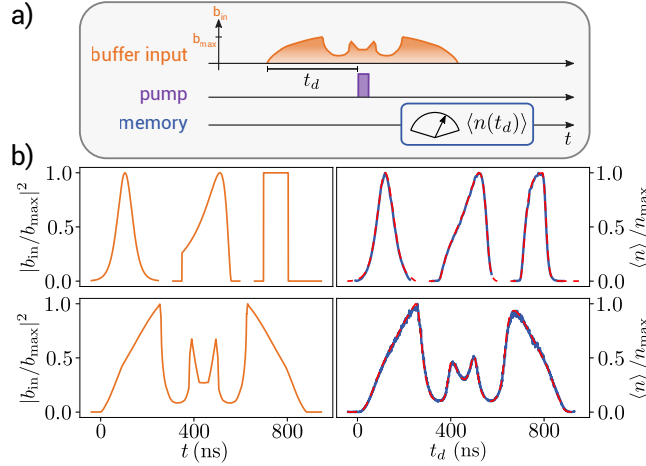 a)
b_in
b_max
buffer input
t_d
pump
memory
⟨n(t_d)⟩
t
b)
|b_in/b_max|²
1.0
0.5
0.0
1.0
0.5
0.0
⟨n⟩/n_max
|b_in/b_max|²
1.0
0.5
0.0
1.0
0.5
0.0
⟨n⟩/n_max
0 400 800
t (ns)
0 400 800
t_d (ns)